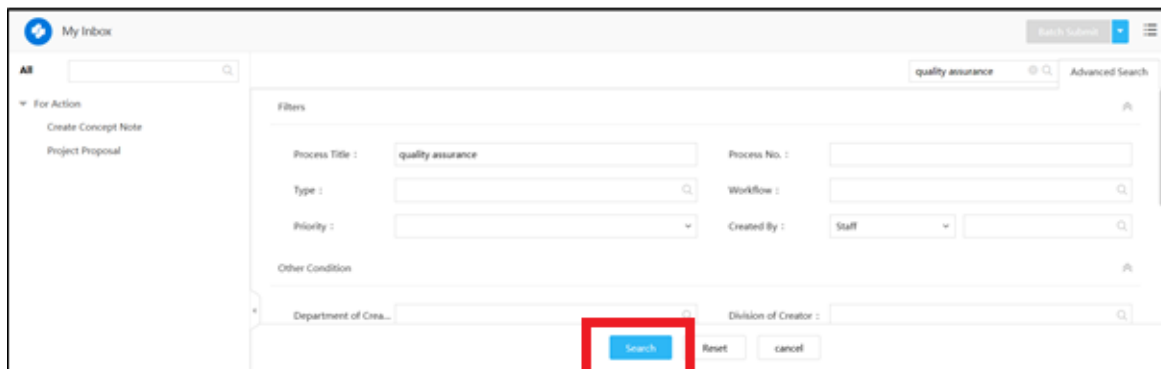 My Inbox
Batch Submit
All
quality assurance
Advanced Search
For Action
Create Concept Note
Project Proposal
Filters
Process Title :
quality assurance
Process No. :
Type :
Workflow :
Priority :
Created By :
Staff
Other Condition
Department of Crea...
Division of Creator :
Search
Reset
cancel